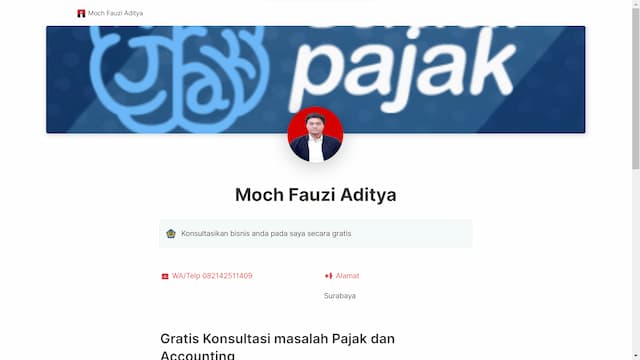 Moch Fauzi Aditya
pajak
Moch Fauzi Aditya
Konsultasikan bisnis anda pada saya secara gratis
WA/Telp 082142511409
Alamat
Surabaya
Gratis Konsultasi masalah Pajak dan
Accounting